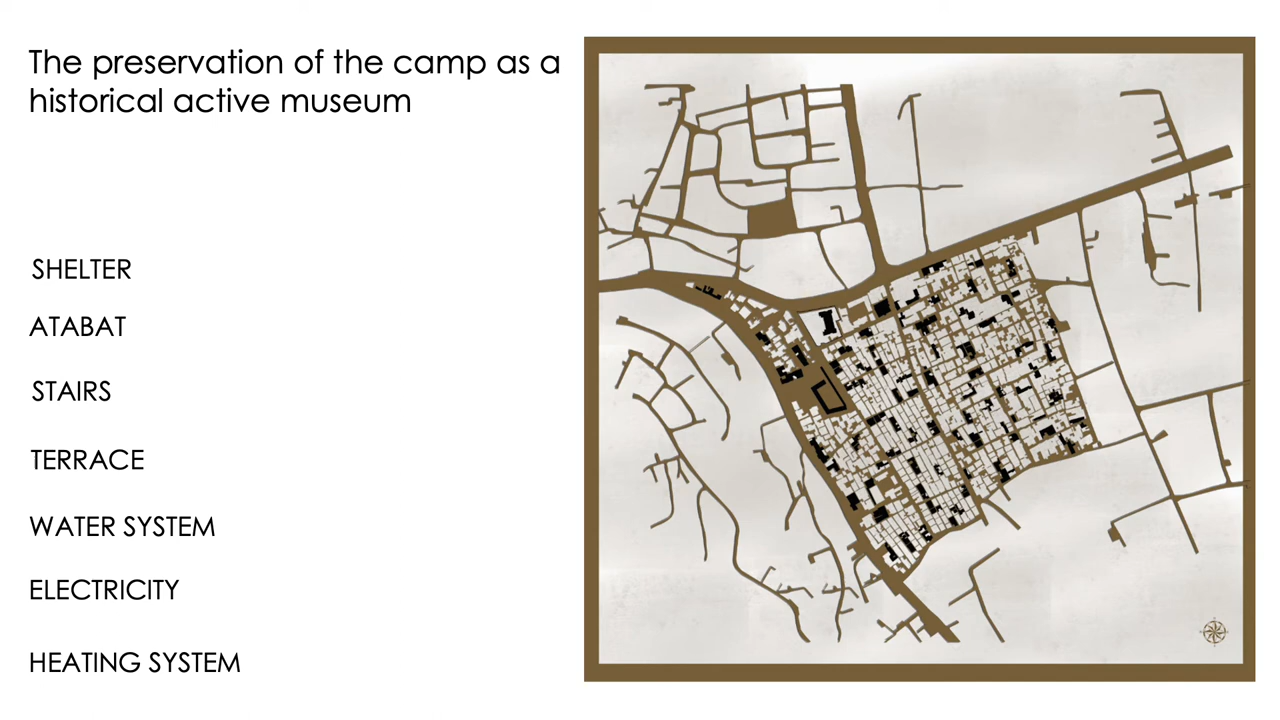 The preservation of the camp as a
historical active museum
SHELTER
ATABAT
STAIRS
TERRACE
WATER SYSTEM
ELECTRICITY
HEATING SYSTEM